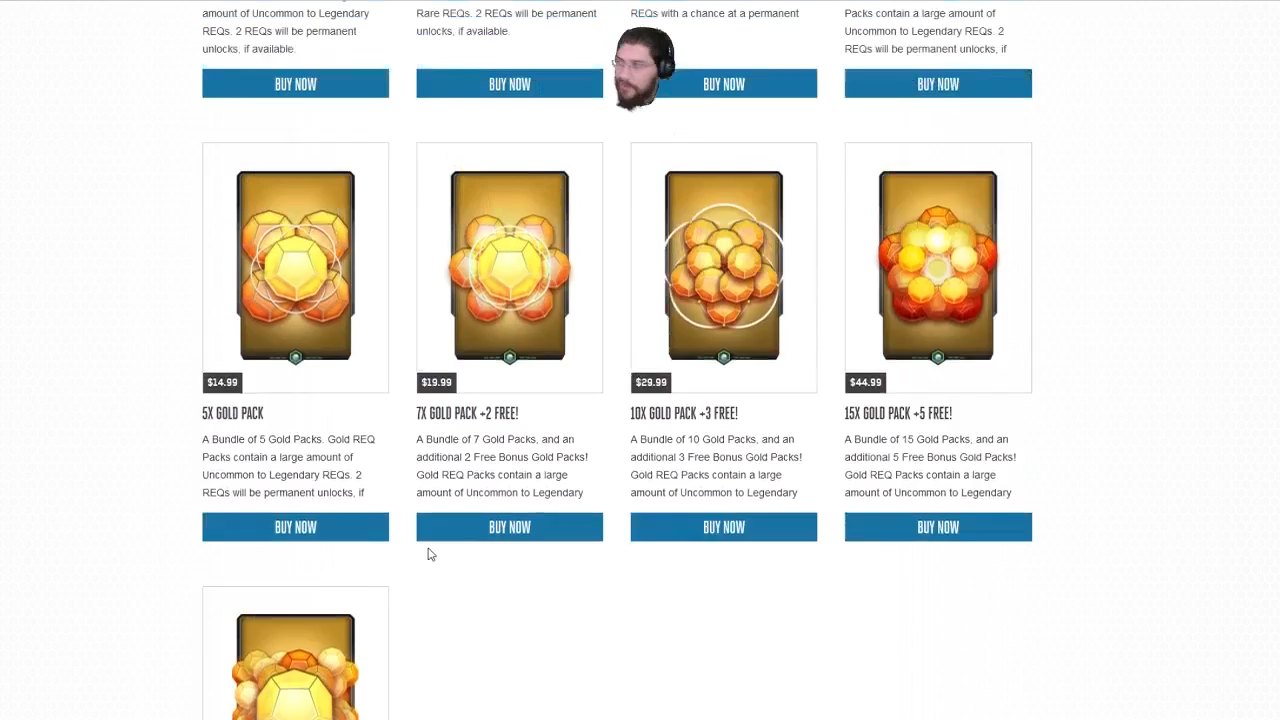 amount of Uncommon to Legendary
REQs. 2 REQs will be permanent
unlocks, if available.
Rare REQs. 2 REQs will be permanent
unlocks, if available.
REQs with a chance at a permanent
Packs contain a large amount of
Uncommon to Legendary REQs. 2
REQs will be permanent unlocks, if
BUY NOW
BUY NOW
BUY NOW
BUY NOW
$14.99
5X GOLD PACK
A Bundle of 5 Gold Packs. Gold REQ
Packs contain a large amount of
Uncommon to Legendary REQs. 2
REQs will be permanent unlocks, if
BUY NOW
$19.99
7X GOLD PACK +2 FREE!
A Bundle of 7 Gold Packs, and an
additional 2 Free Bonus Gold Packs!
Gold REQ Packs contain a large
amount of Uncommon to Legendary
BUY NOW
$29.99
10X GOLD PACK +3 FREE!
A Bundle of 10 Gold Packs, and an
additional 3 Free Bonus Gold Packs!
Gold REQ Packs contain a large
amount of Uncommon to Legendary
BUY NOW
$44.99
15X GOLD PACK +5 FREE!
A Bundle of 15 Gold Packs, and an
additional 5 Free Bonus Gold Packs!
Gold REQ Packs contain a large
amount of Uncommon to Legendary
BUY NOW